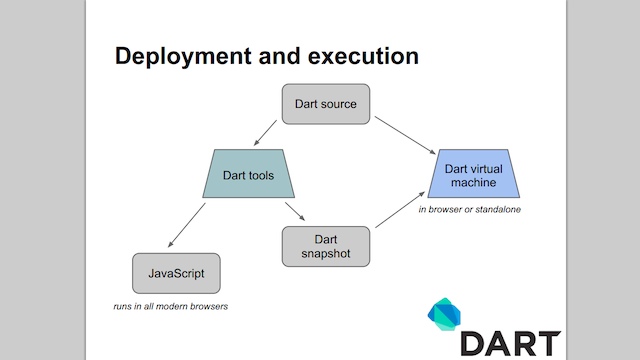 Deployment and execution
Dart source
Dart tools
Dart virtual
machine
in browser or standalone
Dart
snapshot
JavaScript
runs in all modern browsers
DART